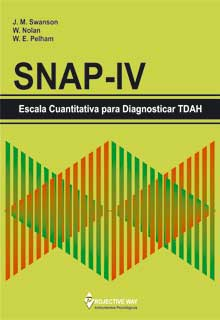 J. M. Swanson
W. Nolan
W. E. Pelham
SNAP-IV
Escala Cuantitativa para Diagnosticar TDAH
PROJECTIVE WAY
Instrumentos Psicológicos